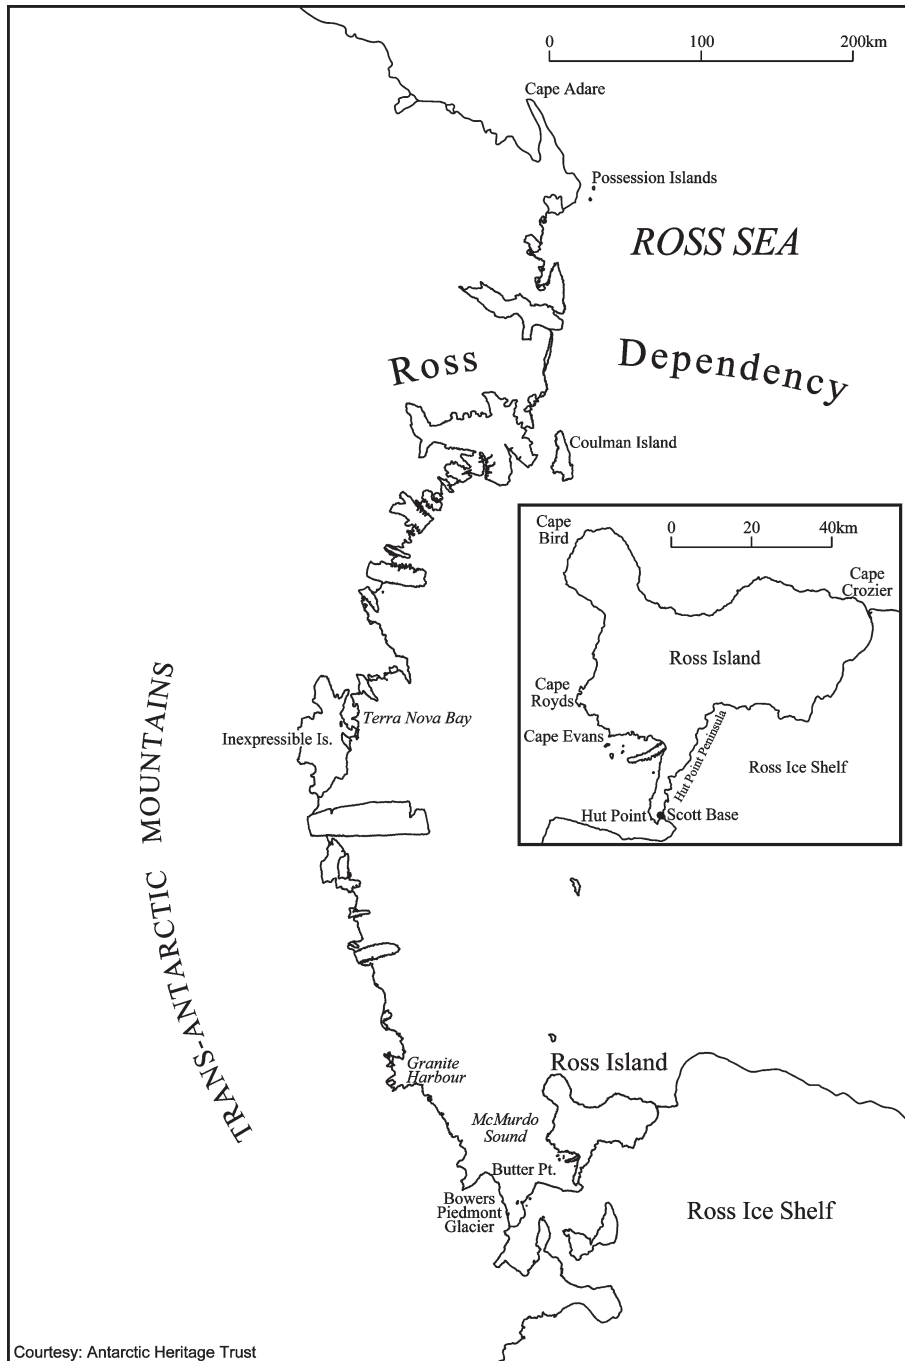 0 100 200km
Cape Adare
Possession Islands
ROSS SEA
Ross Dependency
Coulman Island
Cape
Bird
0 20 40km
Cape
Crozier
Ross Island
Cape
Royds
Cape Evans
Hut Point Peninsula
Ross Ice Shelf
Hut Point
Scott Base
TRANS-ANTARCTIC MOUNTAINS
Terra Nova Bay
Inexpressible Is.
Granite
Harbour
Ross Island
McMurdo
Sound
Butter Pt.
Bowers
Piedmont
Glacier
Ross Ice Shelf
Courtesy: Antarctic Heritage Trust